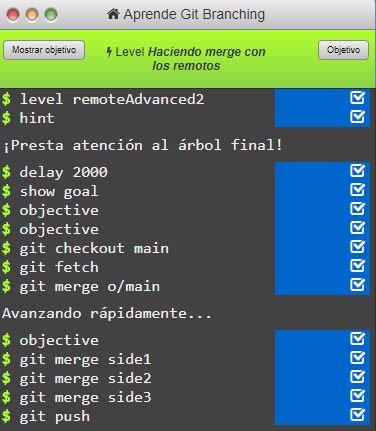 Aprende Git Branching
Mostrar objetivo
Level Haciendo merge con
los remotos
Objetivo
$ level remoteAdvanced2
$ hint
¡Presta atención al árbol final!
$ delay 2000
$ show goal
$ objective
$ objective
$ git checkout main
$ git fetch
$ git merge o/main
Avanzando rápidamente...
$ objective
$ git merge side1
$ git merge side2
$ git merge side3
$ git push